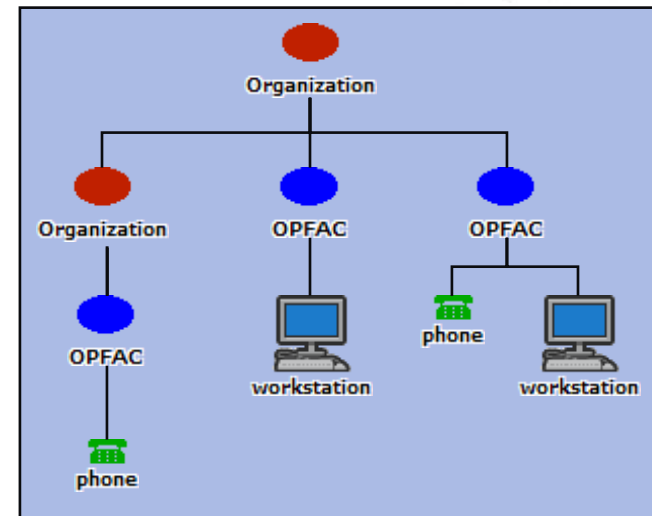 Organization
Organization
OPFAC
OPFAC
phone
OPFAC
workstation
workstation
phone